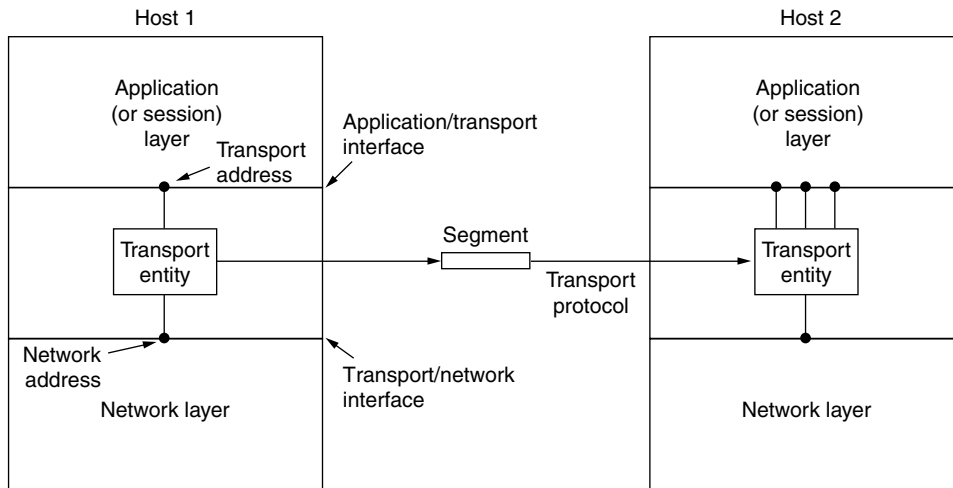 Host 1
Host 2
Application
(or session)
layer
Transport
address
Application/transport
interface
Application
(or session)
layer
Transport
entity
Segment
Transport
protocol
Transport
entity
Network
address
Transport/network
interface
Network layer
Network layer